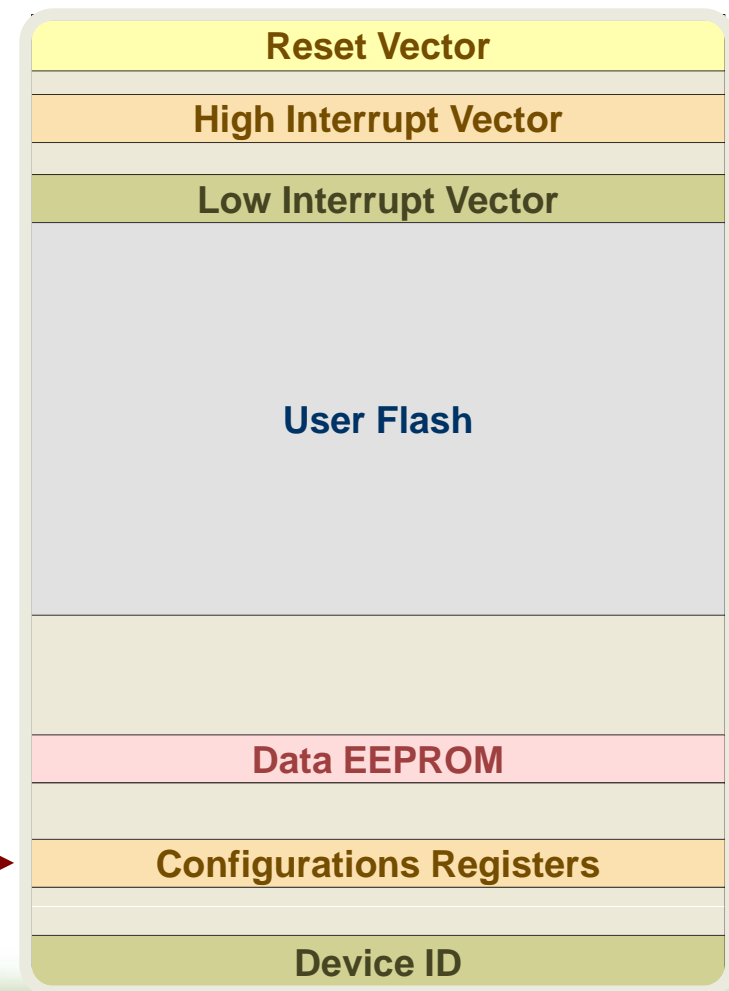 Reset Vector
High Interrupt Vector
Low Interrupt Vector
User Flash
Data EEPROM
Configurations Registers
Device ID